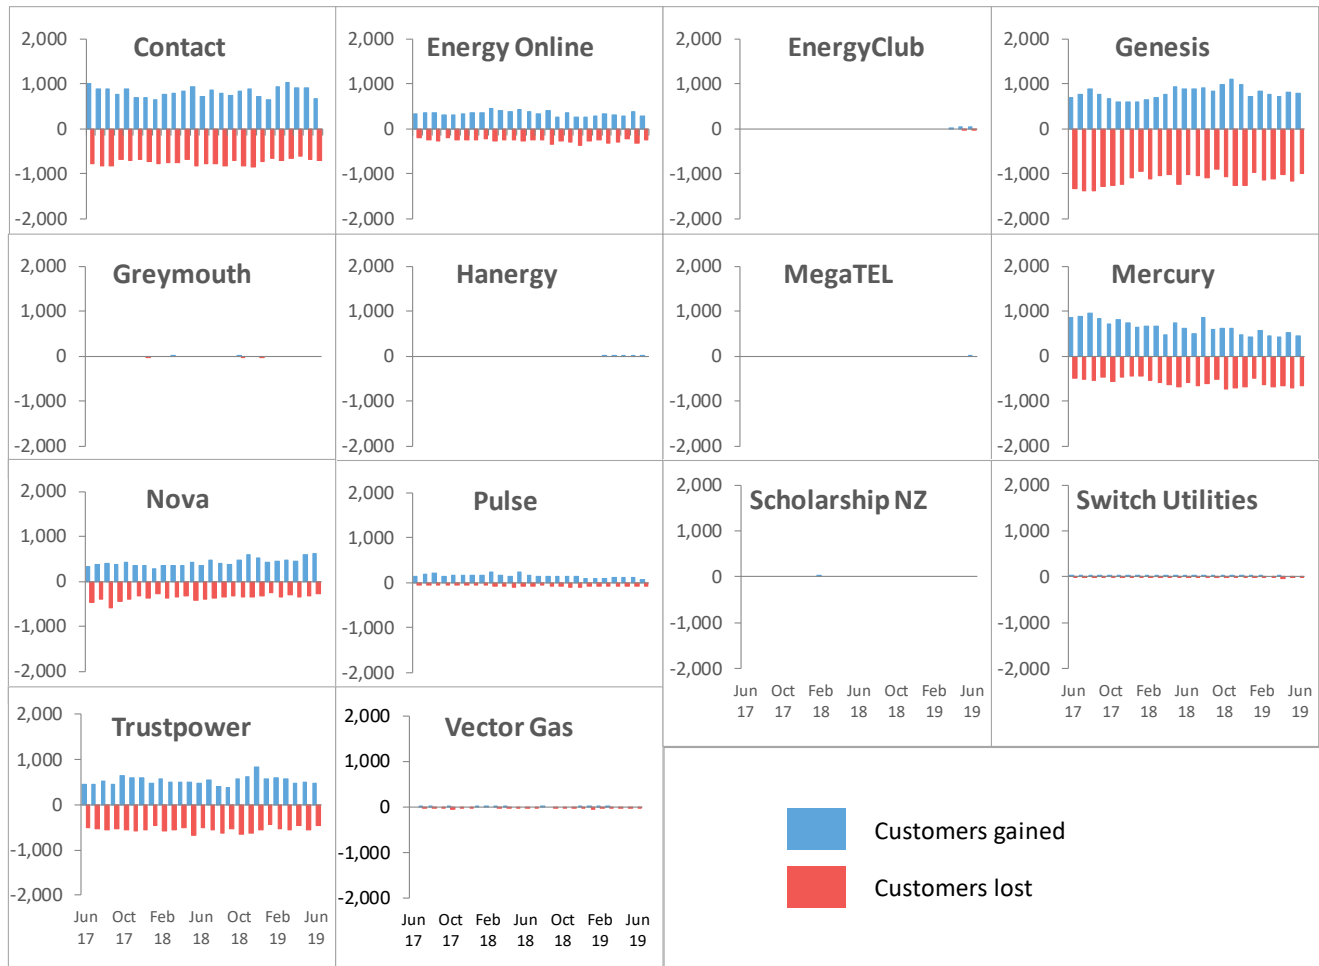 Contact
2,000
1,000
0
-1,000
-2,000
Energy Online
2,000
1,000
0
-1,000
-2,000
EnergyClub
2,000
1,000
0
-1,000
-2,000
Genesis
2,000
1,000
0
-1,000
-2,000
Greymouth
2,000
1,000
0
-1,000
-2,000
Hanergy
2,000
1,000
0
-1,000
-2,000
MegaTEL
2,000
1,000
0
-1,000
-2,000
Mercury
2,000
1,000
0
-1,000
-2,000
Nova
2,000
1,000
0
-1,000
-2,000
Pulse
2,000
1,000
0
-1,000
-2,000
Scholarship NZ
2,000
1,000
0
-1,000
-2,000
Jun Oct Feb Jun Oct Feb Jun
17 17 18 18 18 19 19
Switch Utilities
2,000
1,000
0
-1,000
-2,000
Jun Oct Feb Jun Oct Feb Jun
17 17 18 18 18 19 19
Trustpower
2,000
1,000
0
-1,000
-2,000
Jun Oct Feb Jun Oct Feb Jun
17 17 18 18 18 19 19
Vector Gas
2,000
1,000
0
-1,000
-2,000
Jun Oct Feb Jun Oct Feb Jun
17 17 18 18 18 19 19
Customers gained
Customers lost